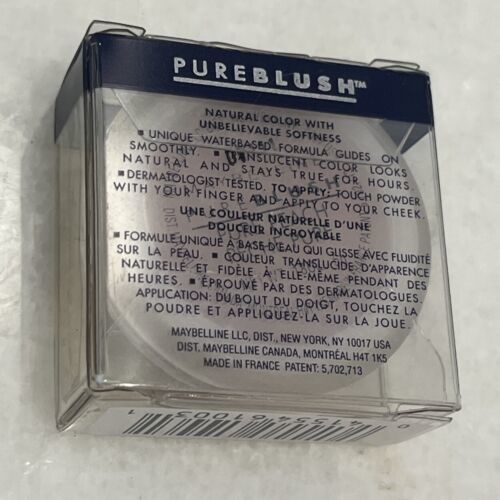 PUREBLUSH™
NATURAL COLOR WITH
UNBELIEVABLE SOFTNESS
▪ UNIQUE WATERBASED FORMULA GLIDES ON
SMOOTHLY. ▪ TRANSLUCENT COLOR LOOKS
NATURAL AND STAYS TRUE FOR HOURS.
▪ DERMATOLOGIST TESTED. TO APPLY: TOUCH POWDER
WITH YOUR FINGER AND APPLY TO YOUR CHEEK.
UNE COULEUR NATURELLE D'UNE
DOUCEUR INCROYABLE
▪ FORMULE UNIQUE À BASE D'EAU QUI GLISSE AVEC FLUIDITÉ
SUR LA PEAU. ▪ COULEUR TRANSLUCIDE D'APPARENCE
NATURELLE ET FIDÈLE À ELLE-MÊME PENDANT DES
HEURES. ▪ ÉPROUVÉ PAR DES DERMATOLOGUES.
APPLICATION: DU BOUT DU DOIGT, TOUCHEZ LA
POUDRE ET APPLIQUEZ-LA SUR LA JOUE.
MAYBELLINE LLC, DIST., NEW YORK, NY 10017 USA
DIST. MAYBELLINE CANADA, MONTRÉAL H4T 1K5
MADE IN FRANCE PATENT: 5,702,713
0 41554 61003 1